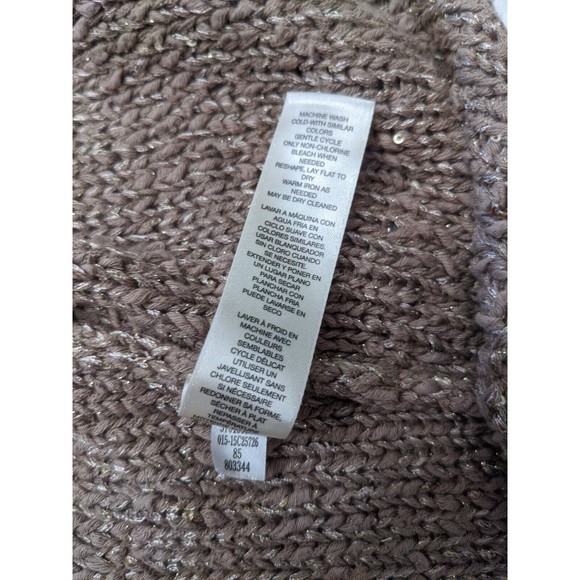 MACHINE WASH
COLD-WITH SIMILAR
COLORS
GENTLE CYCLE
ONLY NON-CHLORINE
BLEACH WHEN
NEEDED
RESHAPE, LAY FLAT TO
DRY
WARM IRON AS
NEEDED
MAY BE DRY CLEANED
LAVAR A MÁQUINA CON
AGUA FRIA EN
CICLO SUAVE CON
COLORES SIMILARES.
USAR BLANQUEADOR
SIN CLORO CUANDO
SE NECESITE.
EXTENDER Y PONER EN
UN LUGAR PLANO
PARA SECAR
PLANCHAR CON
PLANCHA FRIA
PUEDE LAVARSE EN
SECO
LAVER À FROID EN
MACHINE AVEC
COULEURS
SEMBLABLES
CYCLE DÉLICAT
UTILISER UN
JAVELLISANT SANS
CHLORE SEULEMENT
SI NÉCESSAIRE
REDONNER SA FORME,
SÉCHER À PLAT
REPASSER À
TEMPÉRATURE
015-15C25726
85
803344